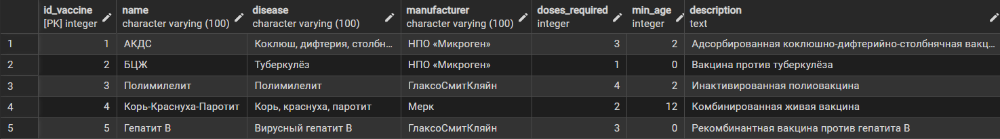 id_vaccine name disease manufacturer doses_required min_age description
[PK] integer character varying (100) character varying (100) character varying (100) integer integer text
1 1 АКДС Коклюш, дифтерия, столбн... НПО «Микроген» 3 2 Адсорбированная коклюшно-дифтерийно-столбнячная вакц...
2 2 БЦЖ Туберкулёз НПО «Микроген» 1 0 Вакцина против туберкулёза
3 3 Полимилелит Полимилелит ГлаксоСмитКляйн 4 2 Инактивированная полиовакцина
4 4 Корь-Краснуха-Паротит Корь, краснуха, паротит Мерк 2 12 Комбинированная живая вакцина
5 5 Гепатит В Вирусный гепатит В ГлаксоСмитКляйн 3 0 Рекомбинантная вакцина против гепатита В